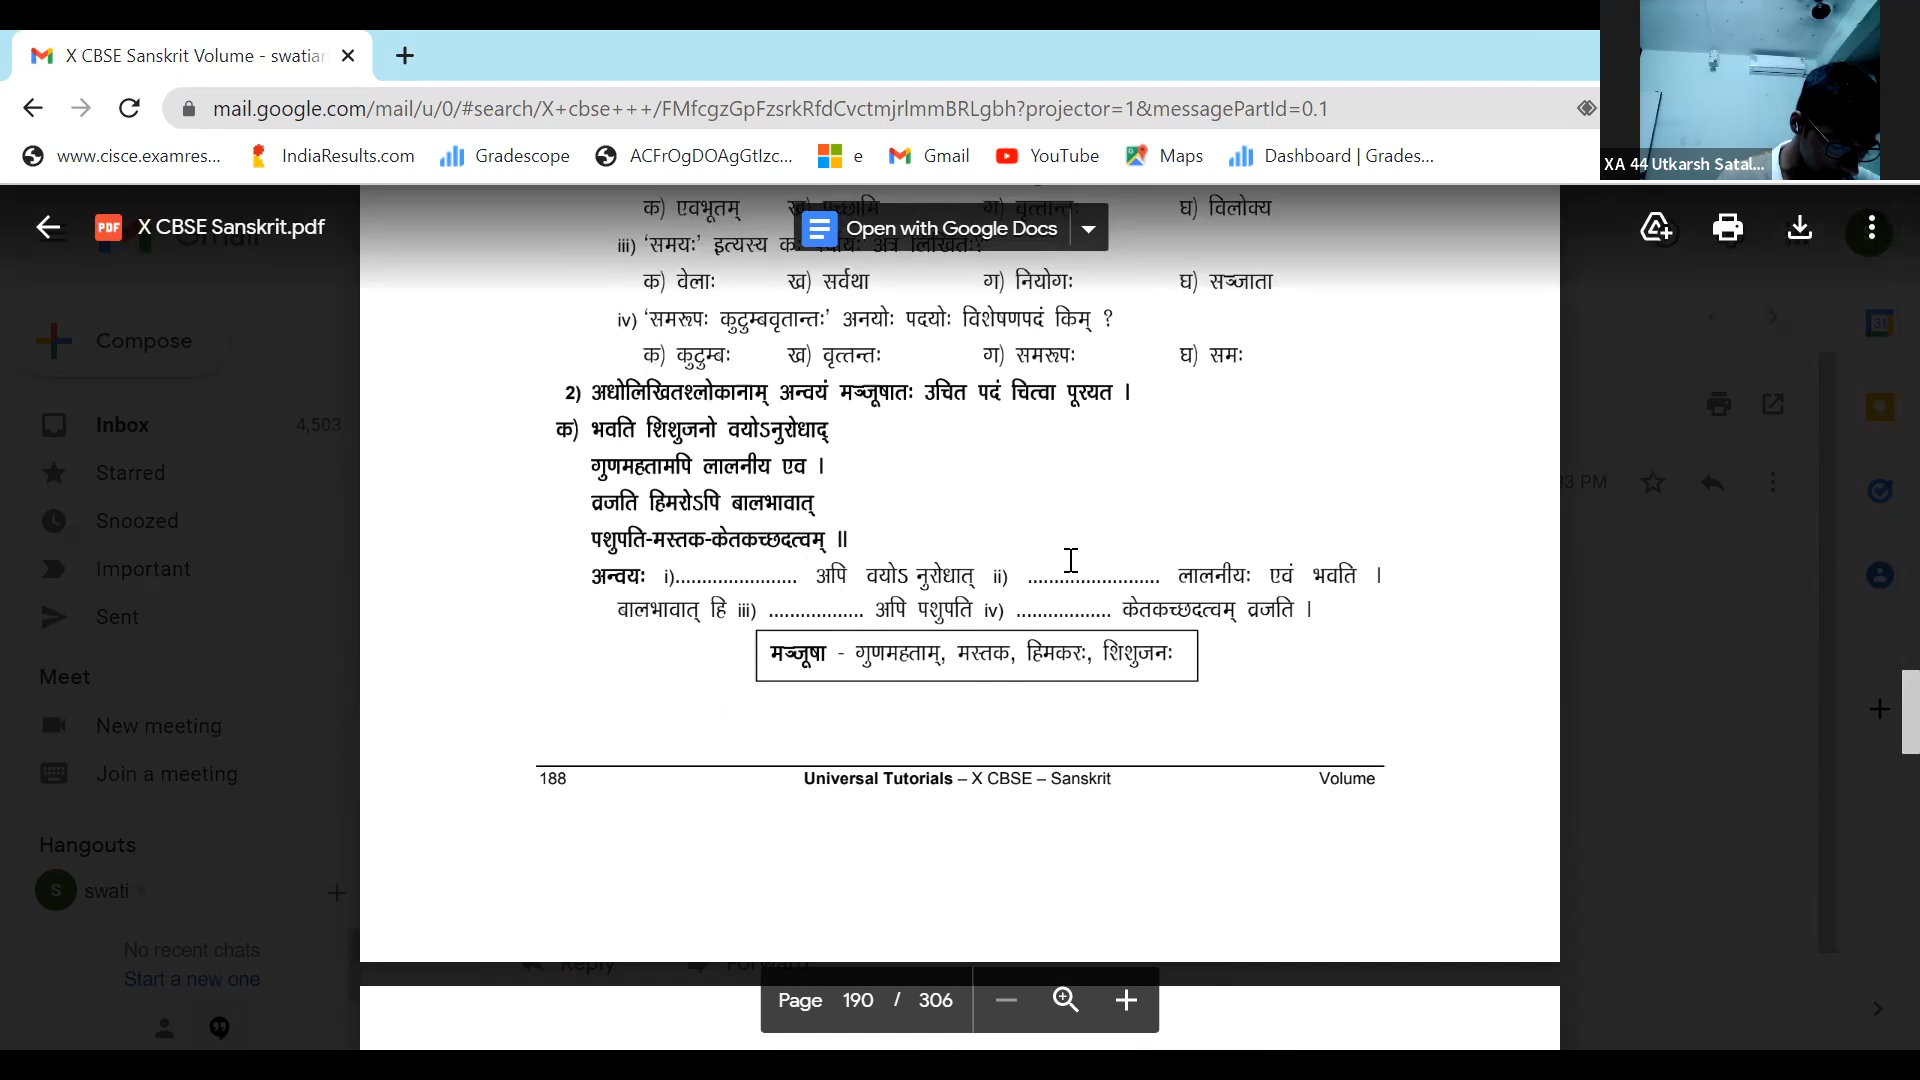 X CBSE Sanskrit Volume - swatiar
mail.google.com/mail/u/0/#search/X+cbse+++/FMfcgzGpFzsrkRfdCvctmjrlmmBRLgbh?projector=1&messagePartId=0.1
www.cisce.examres... IndiaResults.com Gradescope ACFrOgDOAgGtIzc... e Gmail YouTube Maps Dashboard | Grades...
XA 44 Utkarsh Satal...
PDF X CBSE Sanskrit.pdf
Open with Google Docs
Compose
Inbox 4,503
Starred
Snoozed
Important
Sent
Meet
New meeting
Join a meeting
Hangouts
S swati
No recent chats
Start a new one
क) एवभूतम् ख) पृच्छामि ग) वृत्तान्तः घ) विलोक्य
iii) ‘समयः’ इत्यस्य कः पर्यायः अत्र लिखितः?
क) वेलाः ख) सर्वथा ग) नियोगः घ) सञ्जाता
iv) ‘समरूपः कुटुम्बवृतान्तः’ अनयोः पदयोः विशेषणपदं किम् ?
क) कुटुम्बः ख) वृत्तन्तः ग) समरूपः घ) समः
2) अधोलिखितश्लोकानाम् अन्वयं मञ्जूषातः उचित पदं चित्वा पूरयत ।
क) भवति शिशुजनो वयोऽनुरोधाद्
गुणमहतामपि लालनीय एव ।
व्रजति हिमरोऽपि बालभावात्
पशुपति-मस्तक-केतकच्छदत्वम् ॥
अन्वयः i)....................... अपि वयोऽ नुरोधात् ii) ......................... लालनीयः एवं भवति ।
बालभावात् हि iii) .................. अपि पशुपति iv) .................. केतकच्छदत्वम् व्रजति ।
मञ्जूषा - गुणमहताम्, मस्तक, हिमकरः, शिशुजनः
188 Universal Tutorials – X CBSE – Sanskrit Volume
Reply Forward
Page 190 / 306
31